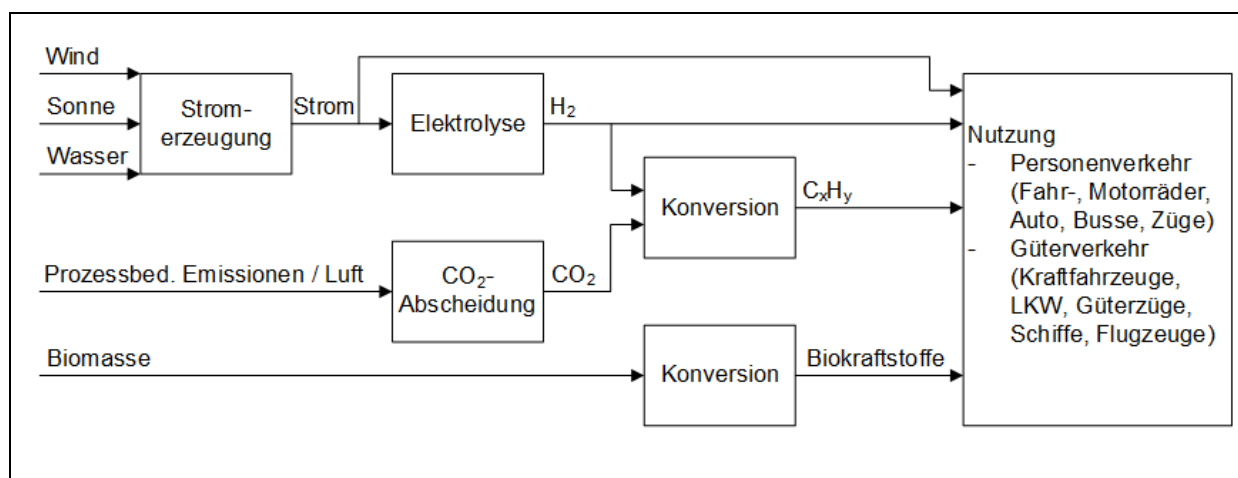 Wind
Sonne
Wasser
Strom-
erzeugung
Strom
Elektrolyse
H₂
Konversion
CₓHᵧ
Prozessbed. Emissionen / Luft
CO₂-
Abscheidung
CO₂
Biomasse
Konversion
Biokraftstoffe
Nutzung
- Personenverkehr
(Fahr-, Motorräder,
Auto, Busse, Züge)
- Güterverkehr
(Kraftfahrzeuge,
LKW, Güterzüge,
Schiffe, Flugzeuge)